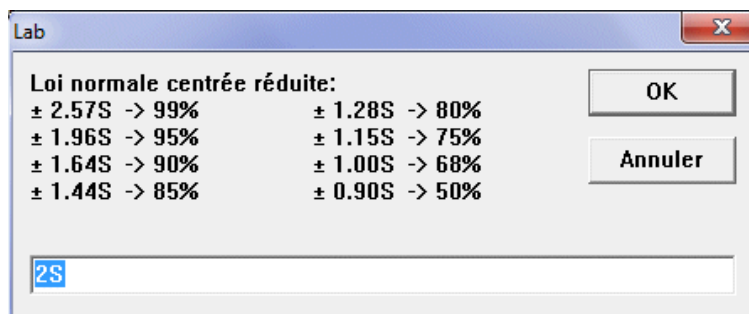 Lab
X
Loi normale centrée réduite:
± 2.57S -> 99% ± 1.28S -> 80%
± 1.96S -> 95% ± 1.15S -> 75%
± 1.64S -> 90% ± 1.00S -> 68%
± 1.44S -> 85% ± 0.90S -> 50%
OK
Annuler
2S